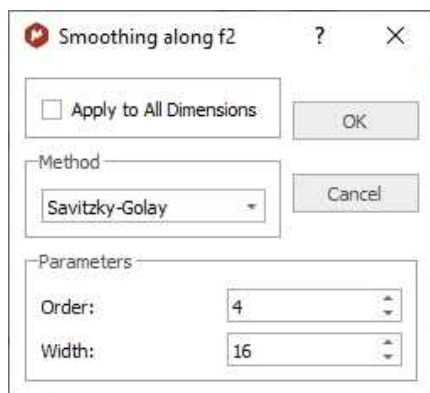 Smoothing along f2 ?
Apply to All Dimensions
OK
Method
Savitzky-Golay
Cancel
Parameters
Order: 4
Width: 16